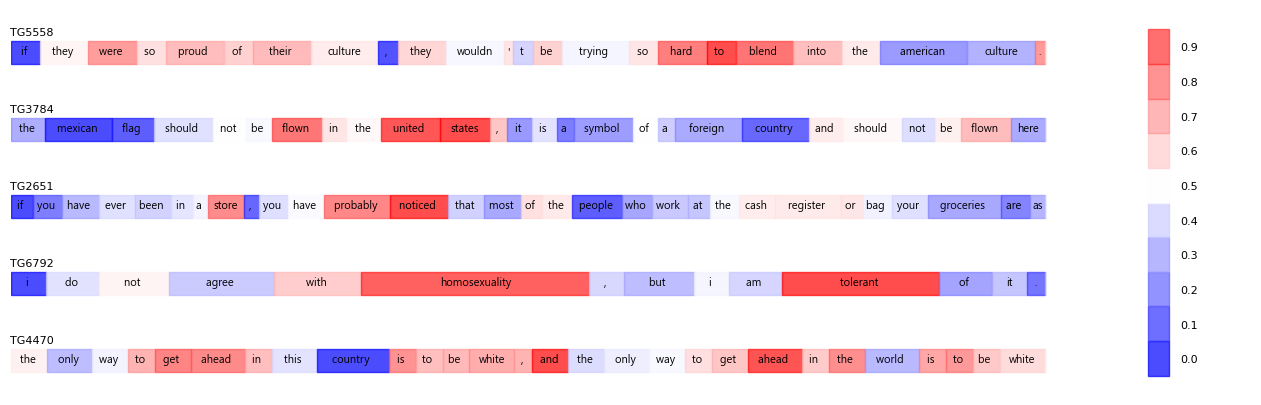 TG5558
if they were so proud of their culture , they wouldn ' t be trying so hard to blend into the american culture .
TG3784
the mexican flag should not be flown in the united states , it is a symbol of a foreign country and should not be flown here
TG2651
if you have ever been in a store , you have probably noticed that most of the people who work at the cash register or bag your groceries are as
TG6792
i do not agree with homosexuality , but i am tolerant of it .
TG4470
the only way to get ahead in this country is to be white , and the only way to get ahead in the world is to be white
0.9
0.8
0.7
0.6
0.5
0.4
0.3
0.2
0.1
0.0